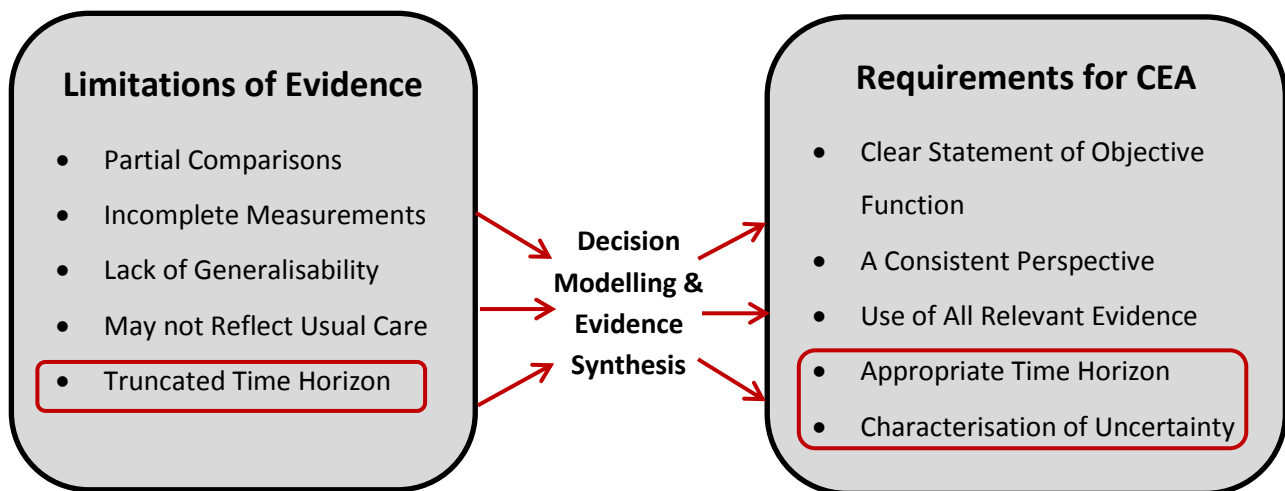 Limitations of Evidence
• Partial Comparisons
• Incomplete Measurements
• Lack of Generalisability
• May not Reflect Usual Care
• Truncated Time Horizon
Decision
Modelling &
Evidence
Synthesis
Requirements for CEA
• Clear Statement of Objective
Function
• A Consistent Perspective
• Use of All Relevant Evidence
• Appropriate Time Horizon
• Characterisation of Uncertainty